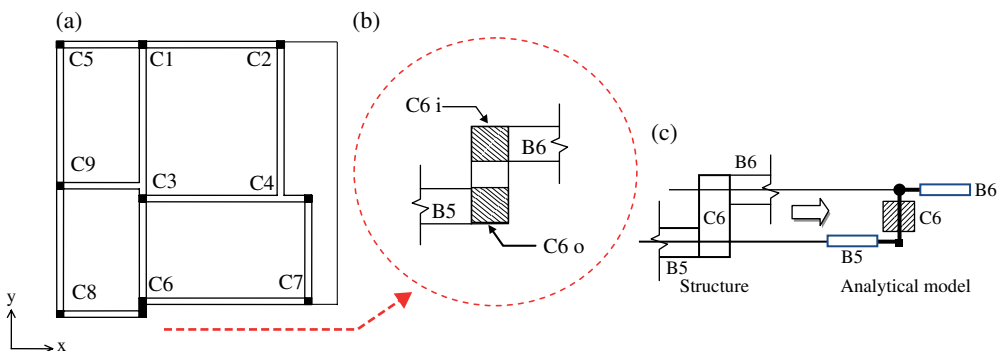 (a)
C5
C1
C2
C9
C3
C4
C8
C6
C7
y
x
(b)
C6 i
B6
B5
C6 o
(c)
B6
C6
B5
Structure
B6
C6
B5
Analytical model